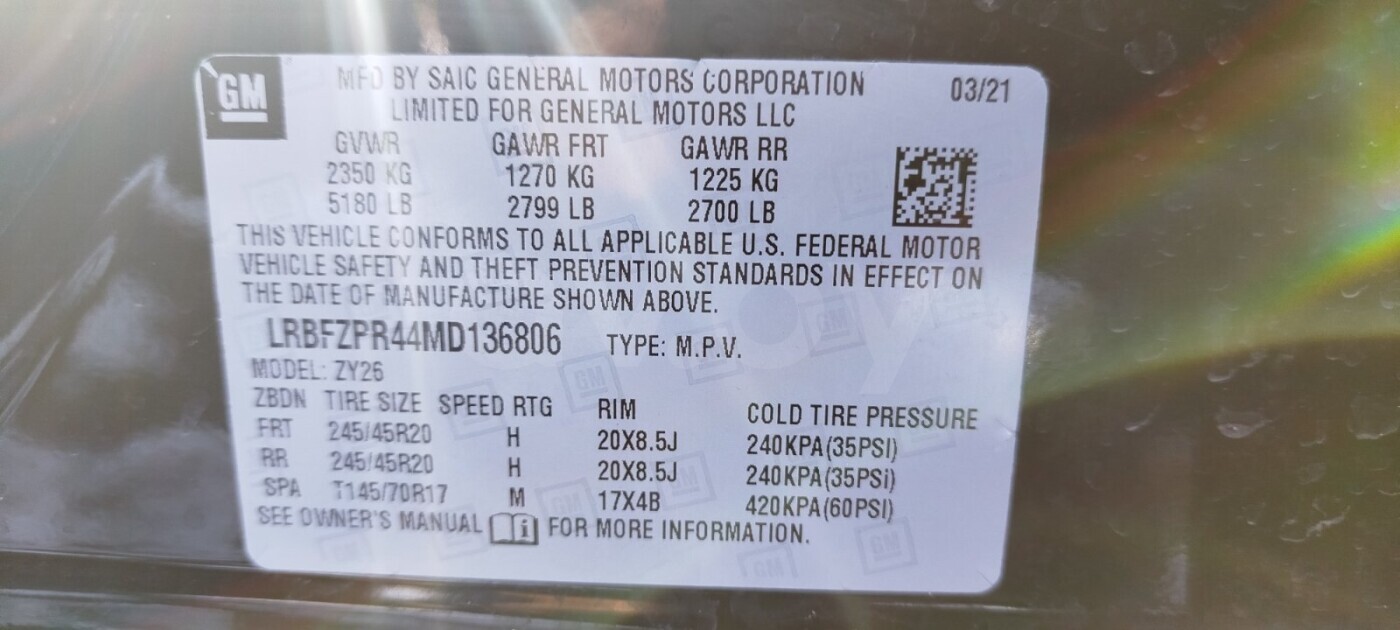 GM
MFD BY SAIC GENERAL MOTORS CORPORATION 03/21
LIMITED FOR GENERAL MOTORS LLC
GVWR GAWR FRT GAWR RR
2350 KG 1270 KG 1225 KG
5180 LB 2799 LB 2700 LB
THIS VEHICLE CONFORMS TO ALL APPLICABLE U.S. FEDERAL MOTOR
VEHICLE SAFETY AND THEFT PREVENTION STANDARDS IN EFFECT ON
THE DATE OF MANUFACTURE SHOWN ABOVE.
LRBFZPR44MD136806 TYPE: M.P.V.
MODEL: ZY26
ZBDN TIRE SIZE SPEED RTG RIM COLD TIRE PRESSURE
FRT 245/45R20 H 20X8.5J 240KPA(35PSI)
RR 245/45R20 H 20X8.5J 240KPA(35PSi)
SPA T145/70R17 M 17X4B 420KPA(60PSI)
SEE OWNER'S MANUAL i FOR MORE INFORMATION.